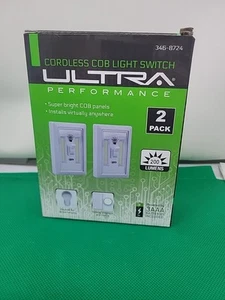 346-8724
CORDLESS COB LIGHT SWITCH
ULTRA
PERFORMANCE
• Super bright COB panels
• Installs virtually anywhere
2
PACK
200
LUMENS
3AAA